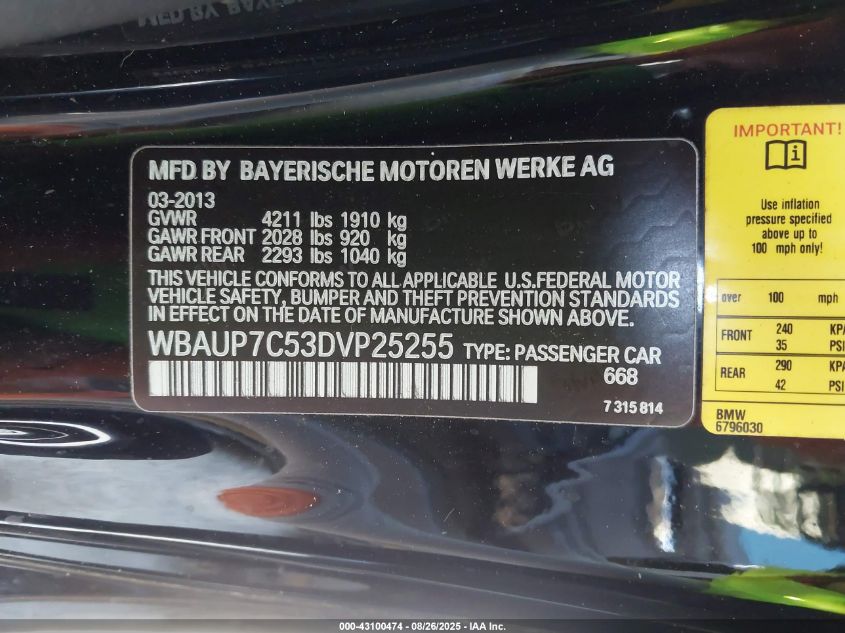 MFD BY BAYERISCHE MOTOREN WERKE AG
03-2013
GVWR 4211 lbs 1910 kg
GAWR FRONT 2028 lbs 920 kg
GAWR REAR 2293 lbs 1040 kg
THIS VEHICLE CONFORMS TO ALL APPLICABLE U.S.FEDERAL MOTOR
VEHICLE SAFETY, BUMPER AND THEFT PREVENTION STANDARDS
IN EFFECT ON THE DATE OF MANUFACTURE SHOWN ABOVE.
WBAUP7C53DVP25255 TYPE: PASSENGER CAR
668
7 315 814
IMPORTANT!
Use inflation
pressure specified
above up to
100 mph only!
over 100 mph
FRONT 240 KPA
35 PSI
REAR 290 KPA
42 PSI
BMW
6796030
000-43100474 - 08/26/2025 - IAA Inc.